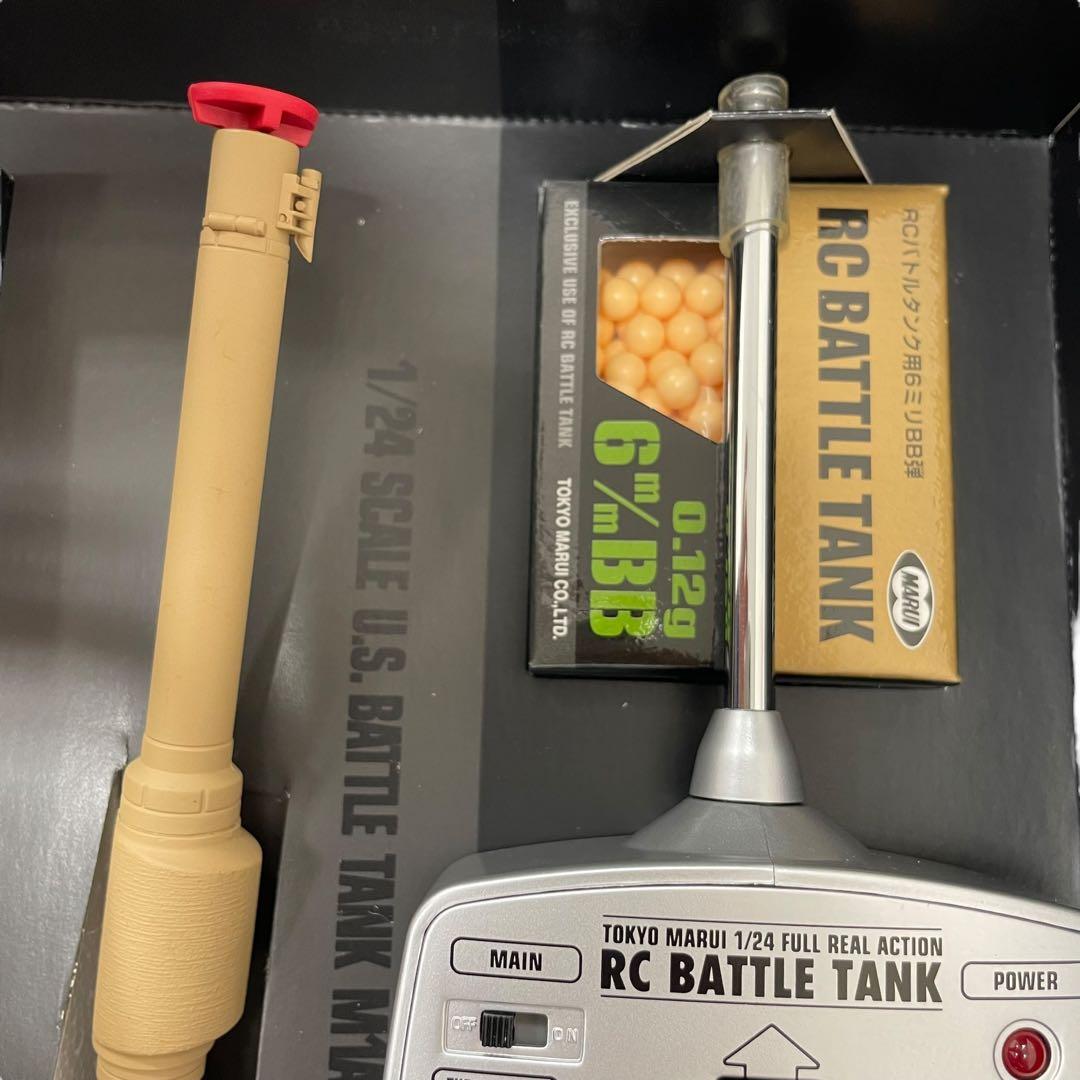 1/24 SCALE U.S. BATTLE TANK M1A
EXCLUSIVE USE OF RC BATTLE TANK
TOKYO MARUI CO.,LTD.
6m/mBB
0.12g
RC BATTLE TANK
RCバトルタンク用6ミリBB弾
MARUI
TOKYO MARUI 1/24 FULL REAL ACTION
RC BATTLE TANK
MAIN
POWER
OFF
ON